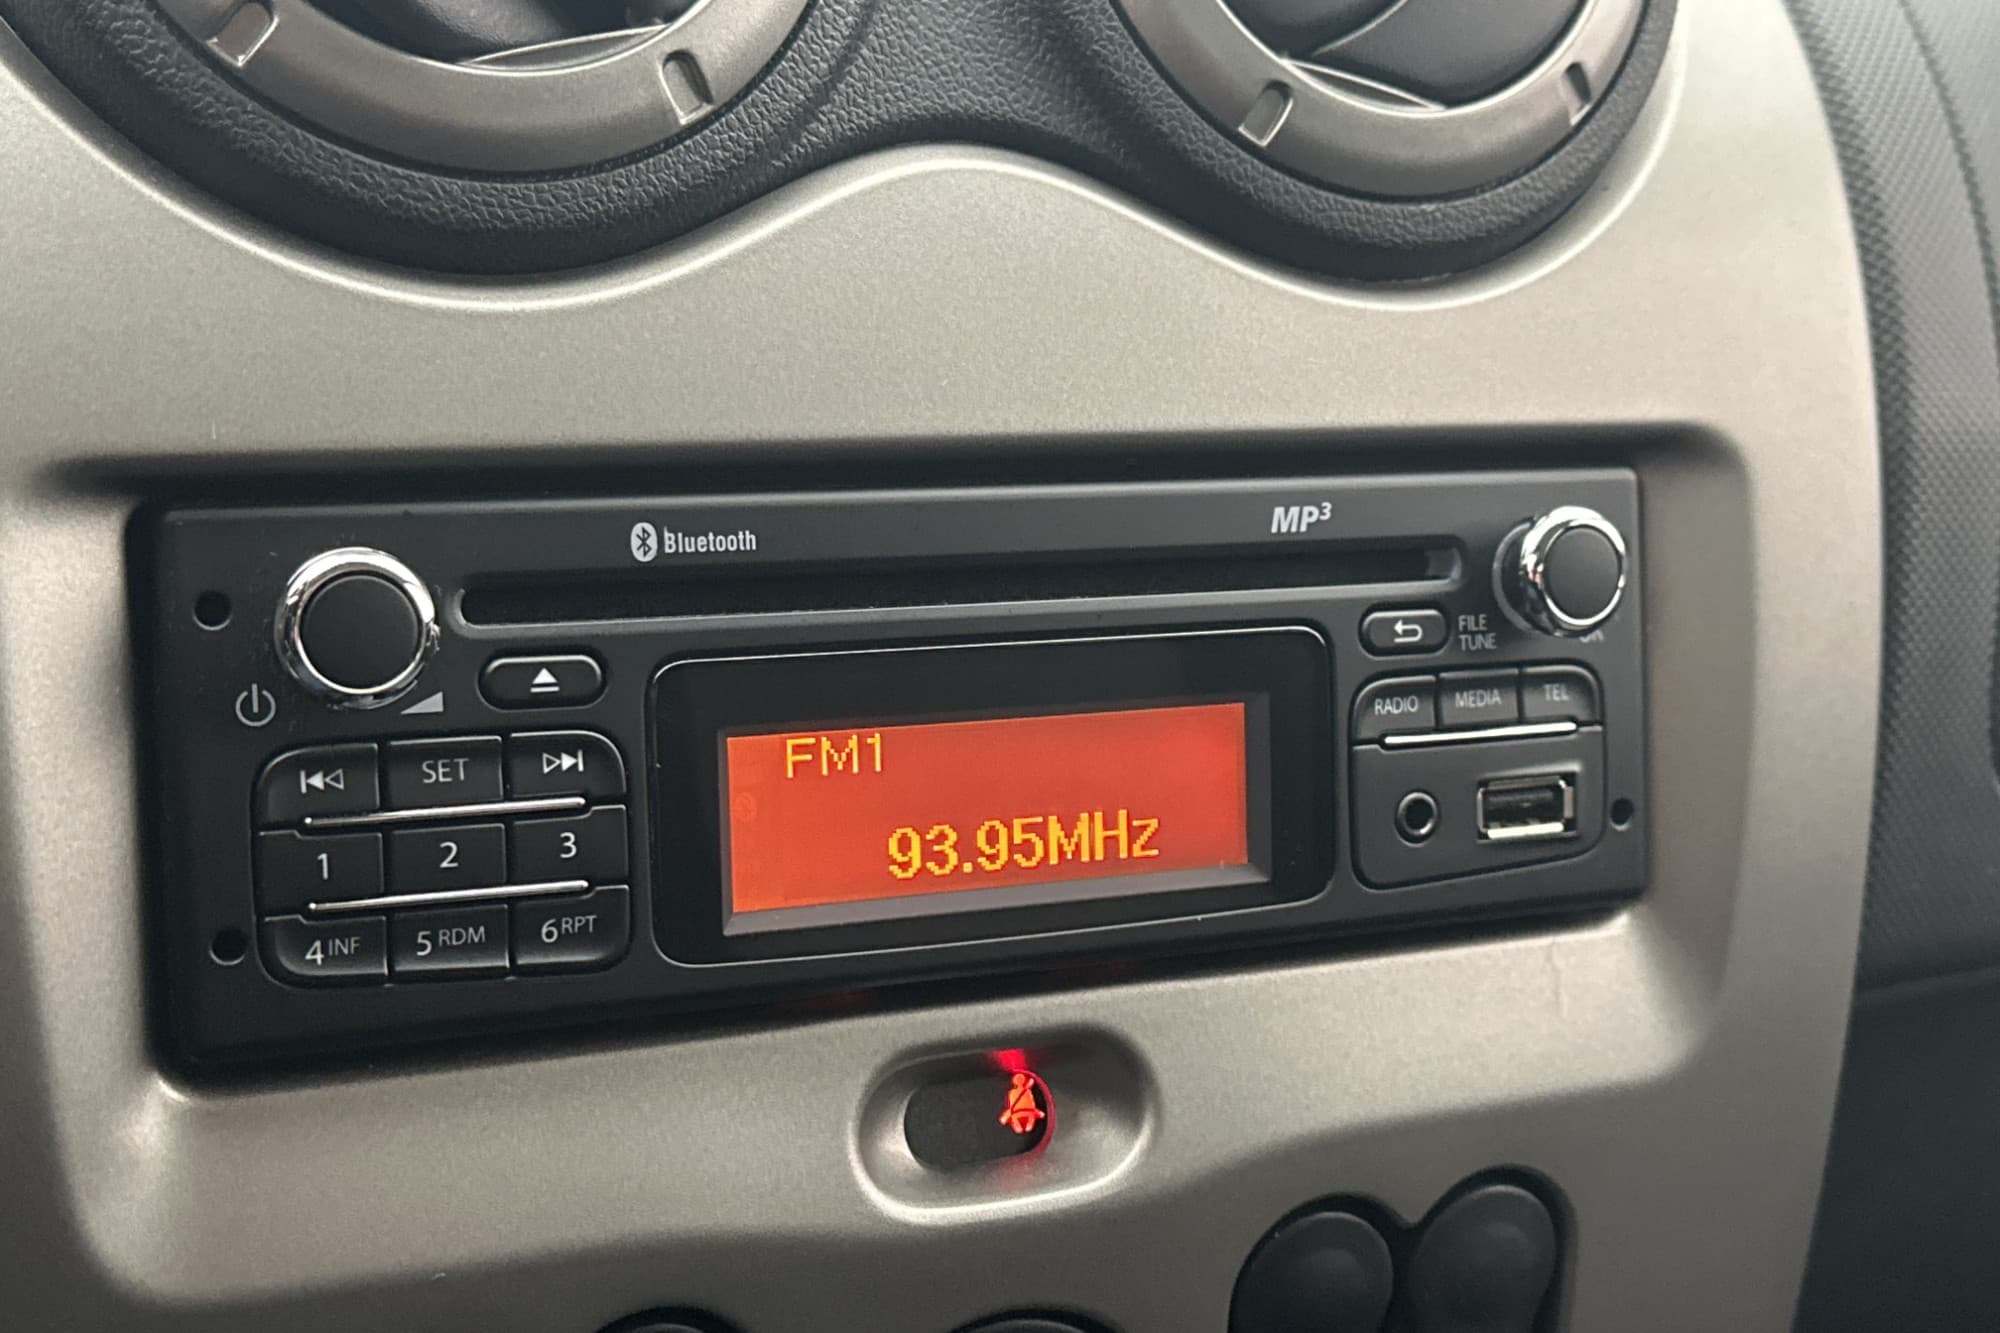 Bluetooth
MP3
FILE
TUNE
RADIO MEDIA TEL
SET
1 2 3
4 INF 5 RDM 6 RPT
FM1
93.95MHz